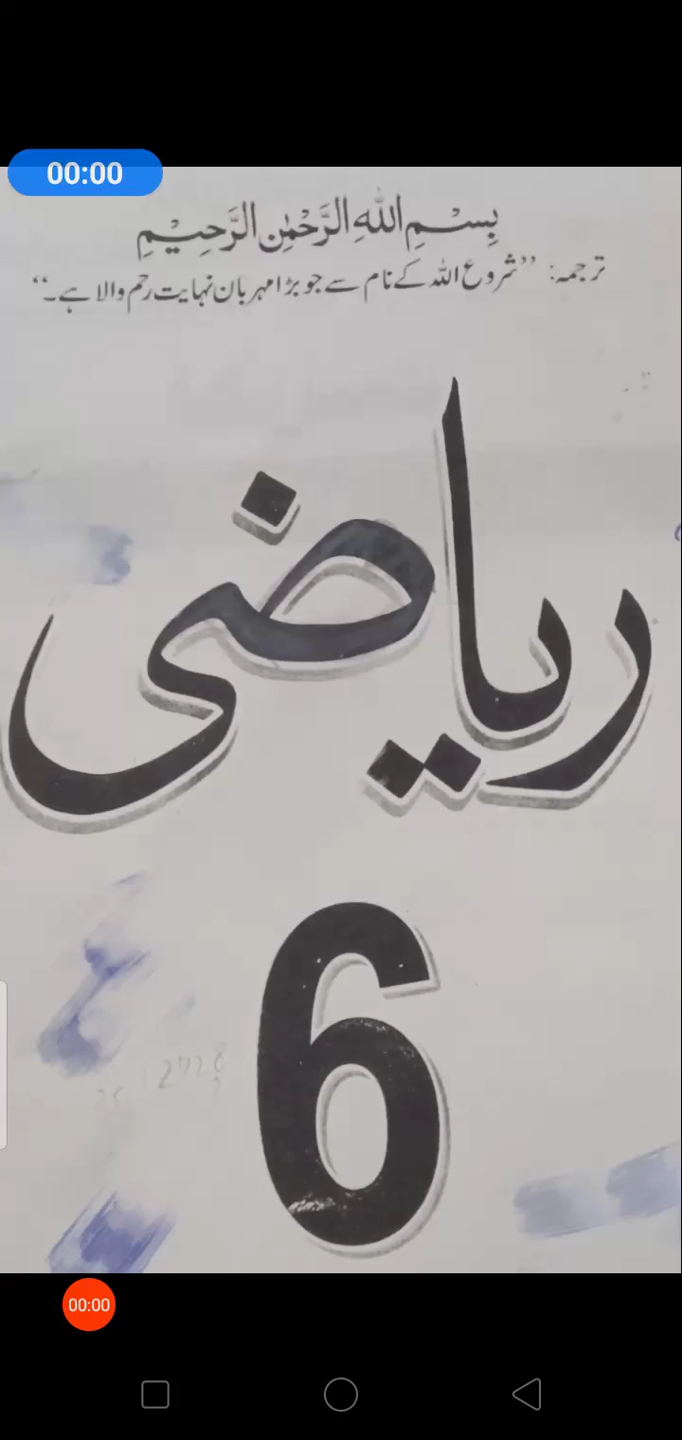 00:00
بِسْمِ اللّٰهِ الرَّحْمٰنِ الرَّحِيْمِ
ترجمہ: ”شروع اللہ کے نام سے جو بڑا مہربان نہایت رحم والا ہے۔“
ریاضی
6
00:00